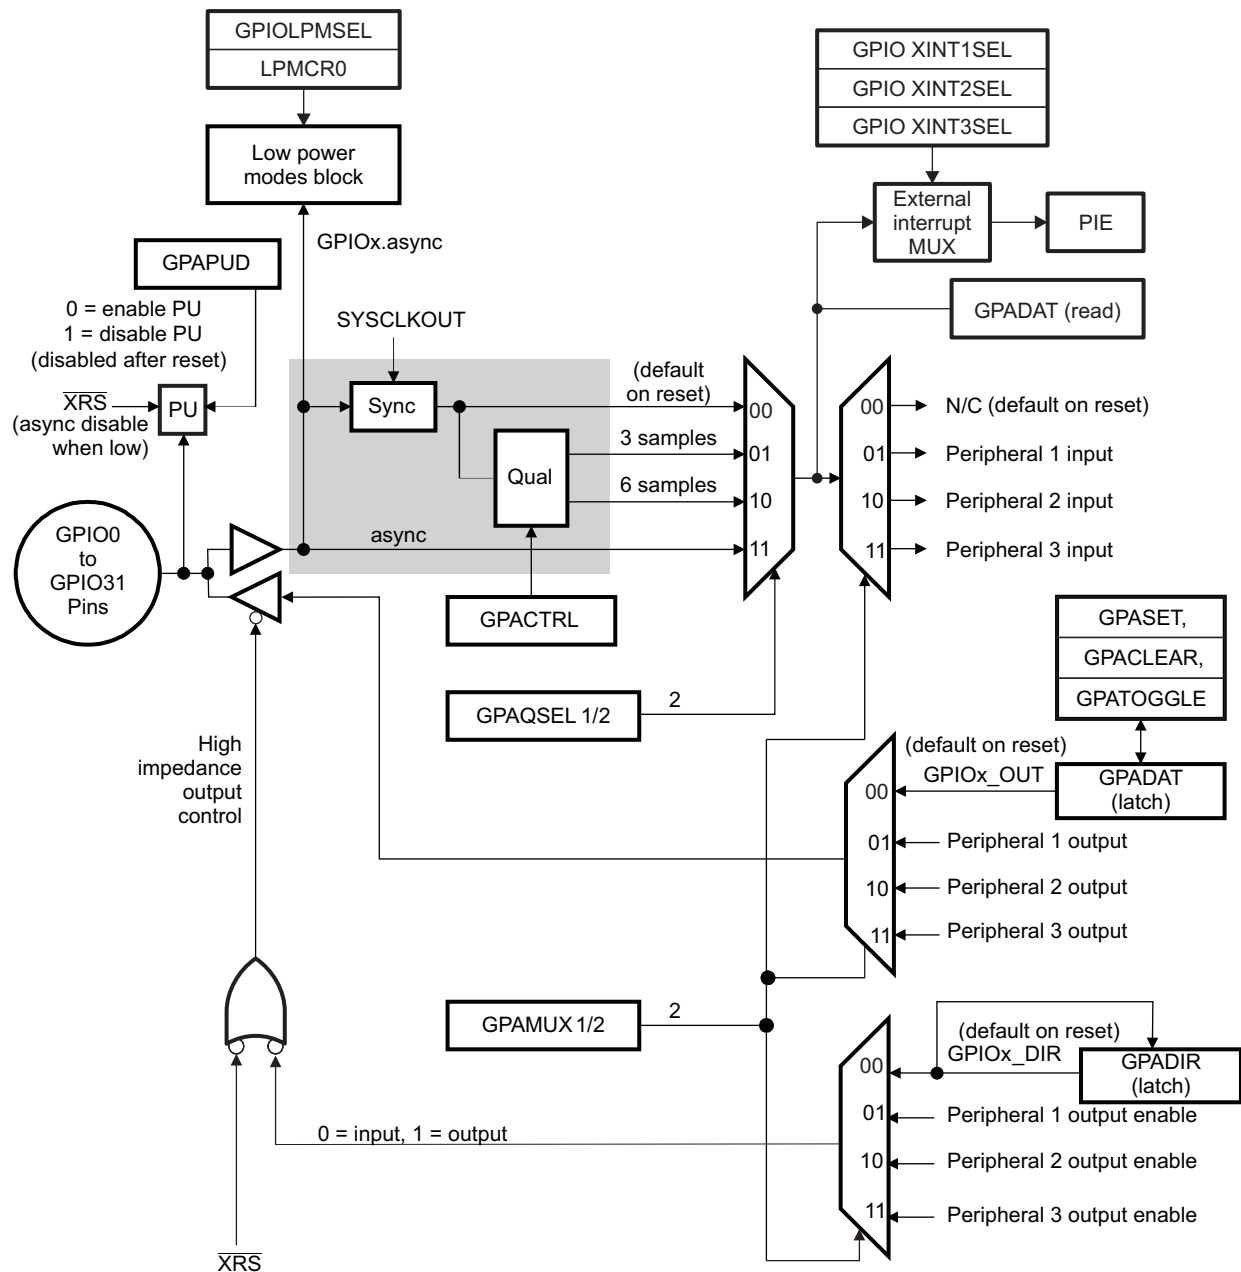 GPIOLPMSEL
LPMCR0
Low power
modes block
GPIOx.async
GPIO XINT1SEL
GPIO XINT2SEL
GPIO XINT3SEL
External
interrupt
MUX
PIE
GPADAT (read)
GPAPUD
0 = enable PU
1 = disable PU
(disabled after reset)
XRS
(async disable
when low)
PU
SYSCLKOUT
Sync
Qual
(default
on reset)
3 samples
6 samples
async
00
01
10
11
00
01
10
11
N/C (default on reset)
Peripheral 1 input
Peripheral 2 input
Peripheral 3 input
GPIO0
to
GPIO31
Pins
GPACTRL
GPAQSEL 1/2
2
GPASET,
GPACLEAR,
GPATOGGLE
High
impedance
output
control
(default on reset)
GPIOx_OUT
GPADAT
(latch)
00
01
10
11
Peripheral 1 output
Peripheral 2 output
Peripheral 3 output
GPAMUX 1/2
2
(default on reset)
GPIOx_DIR
GPADIR
(latch)
00
01
10
11
Peripheral 1 output enable
Peripheral 2 output enable
Peripheral 3 output enable
0 = input, 1 = output
XRS